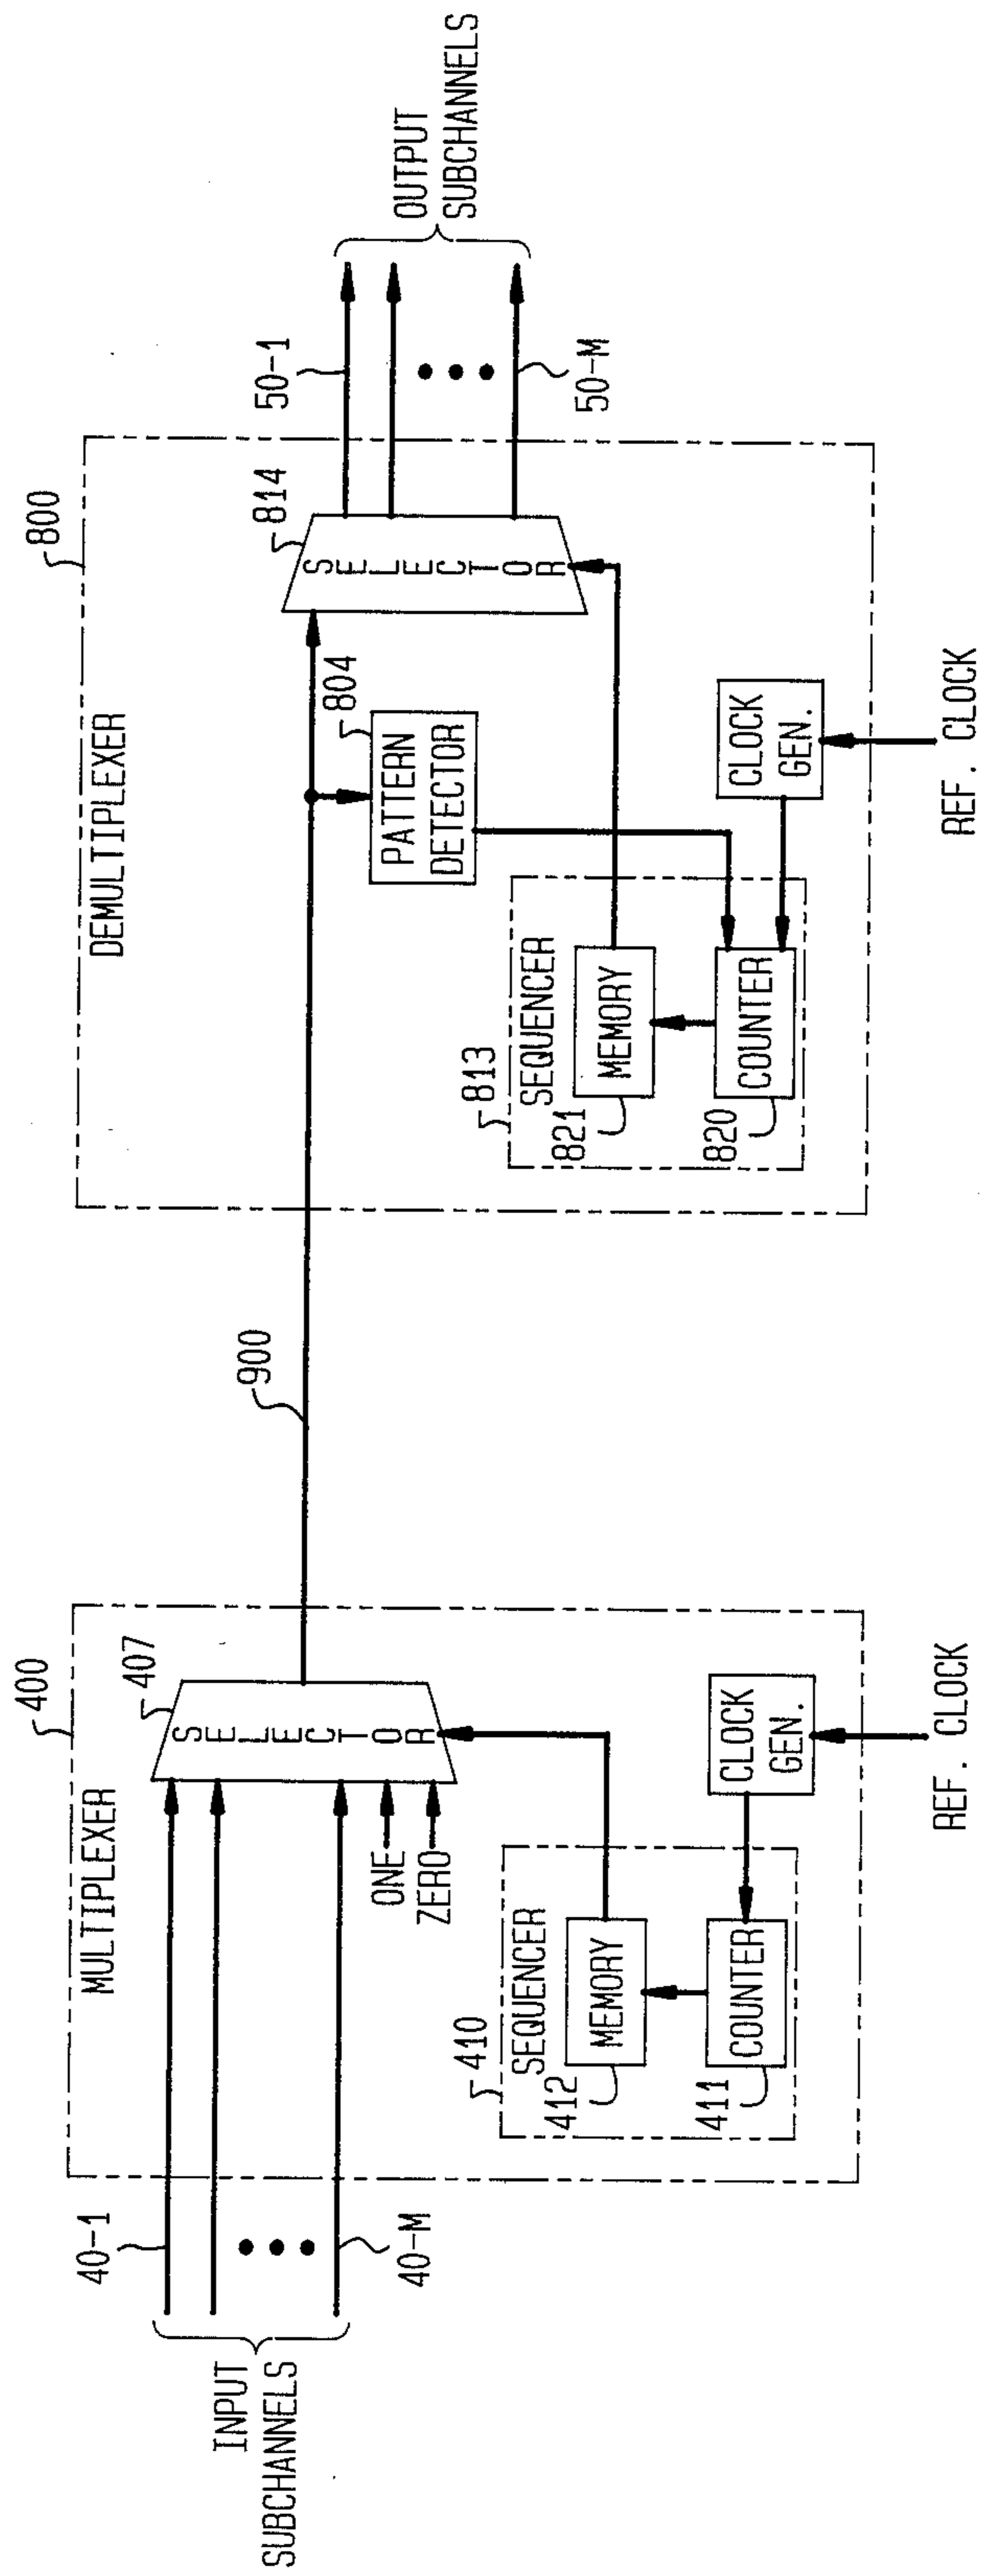 400
MULTIPLEXER
407
SELECTOR
40-1
40-M
INPUT
SUBCHANNELS
ONE
ZERO
410
SEQUENCER
412
MEMORY
411
COUNTER
CLOCK
GEN.
REF. CLOCK
900
800
DEMULTIPLEXER
814
SELECTOR
804
PATTERN
DETECTOR
813
SEQUENCER
821
MEMORY
820
COUNTER
CLOCK
GEN.
REF. CLOCK
50-1
50-M
OUTPUT
SUBCHANNELS